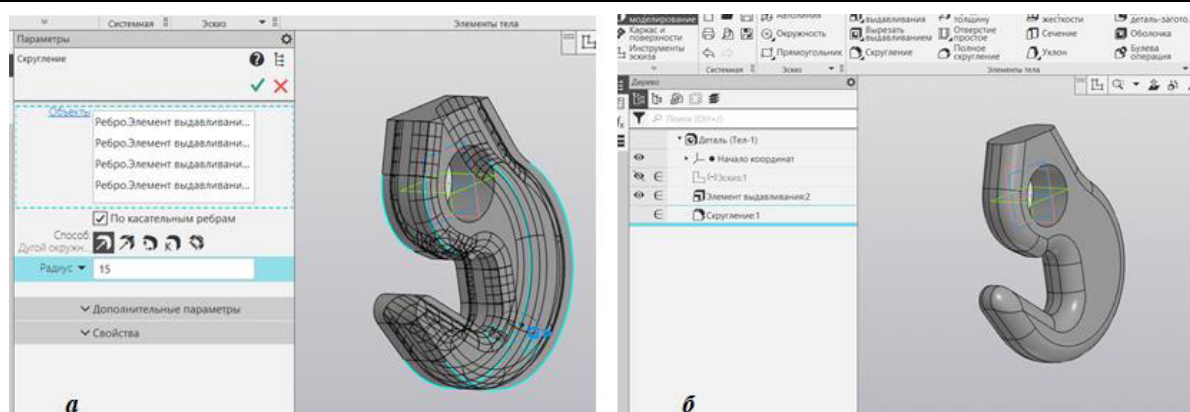 Системная
Эскиз
Элементы тела
Параметры
Скругление
Объекты
Ребро.Элемент выдавливани...
Ребро.Элемент выдавливани...
Ребро.Элемент выдавливани...
Ребро.Элемент выдавливани...
По касательным ребрам
Способ
Дугой окружн...
Радиус
15
Дополнительные параметры
Свойства
а
моделирование
Автолиния
выдавливания
толщину
жесткости
деталь-загото...
Каркас и
поверхности
Окружность
Вырезать
выдавливанием
Отверстие
простое
Сечение
Оболочка
Инструменты
эскиза
Прямоугольник
Скругление
Полное
скругление
Уклон
Булева
операция
Системная
Эскиз
Элементы тела
Дерево
Поиск (Ctrl+/)
Деталь (Тел-1)
Начало координат
(-)Эскиз:1
Элемент выдавливания:2
Скругление:1
б